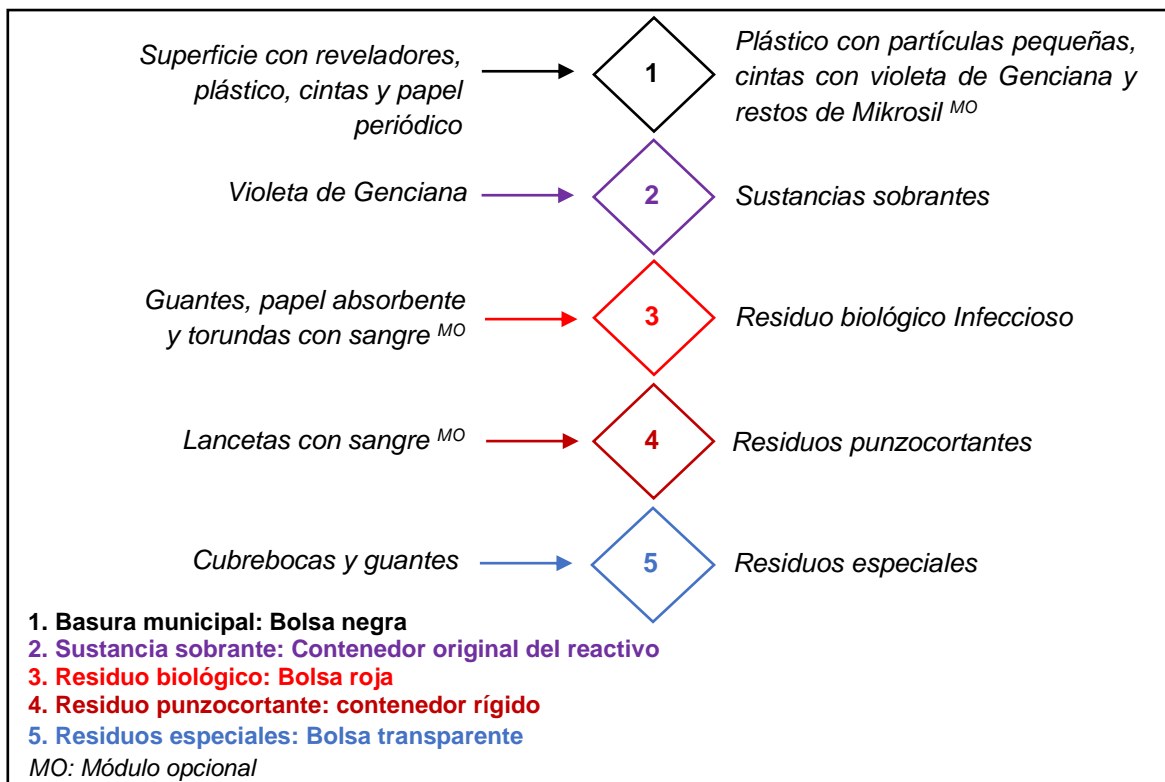 Superficie con reveladores,
plástico, cintas y papel
periódico
1
Plástico con partículas pequeñas,
cintas con violeta de Genciana y
restos de Mikrosil MO
Violeta de Genciana
2
Sustancias sobrantes
Guantes, papel absorbente
y torundas con sangre MO
3
Residuo biológico Infeccioso
Lancetas con sangre MO
4
Residuos punzocortantes
Cubrebocas y guantes
5
Residuos especiales
1. Basura municipal: Bolsa negra
2. Sustancia sobrante: Contenedor original del reactivo
3. Residuo biológico: Bolsa roja
4. Residuo punzocortante: contenedor rígido
5. Residuos especiales: Bolsa transparente
MO: Módulo opcional